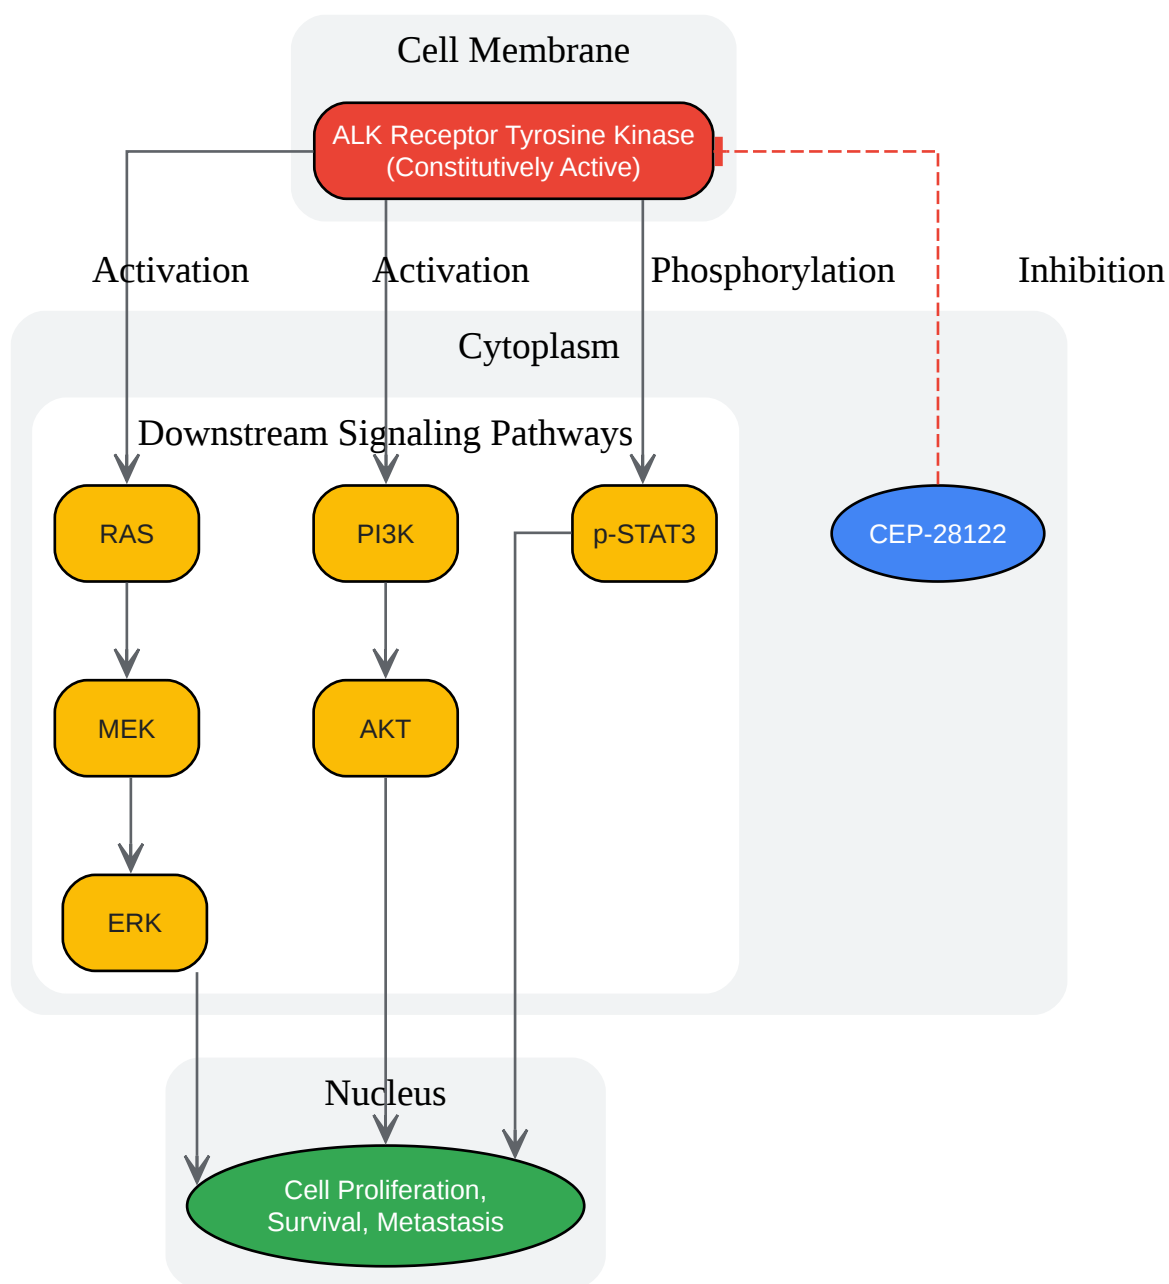 Cell Membrane
ALK Receptor Tyrosine Kinase
(Constitutively Active)
Activation
Activation
Phosphorylation
Inhibition
Cytoplasm
Downstream Signaling Pathways
RAS
PI3K
p-STAT3
CEP-28122
MEK
AKT
ERK
Nucleus
Cell Proliferation,
Survival, Metastasis